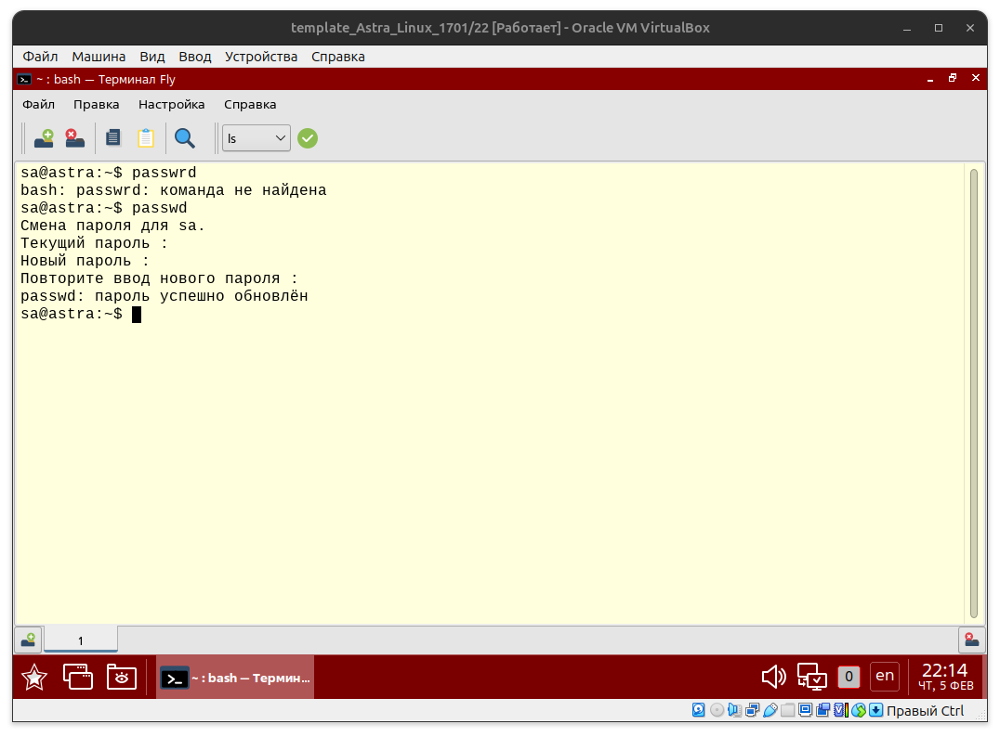 template_Astra_Linux_1701/22 [Работает] - Oracle VM VirtualBox
Файл Машина Вид Ввод Устройства Справка
~ : bash — Терминал Fly
Файл Правка Настройка Справка
ls
sa@astra:~$ passwrd
bash: passwrd: команда не найдена
sa@astra:~$ passwd
Смена пароля для sa.
Текущий пароль :
Новый пароль :
Повторите ввод нового пароля :
passwd: пароль успешно обновлён
sa@astra:~$
1
~ : bash — Термин...
0
en
22:14
ЧТ, 5 ФЕВ
Правый Ctrl